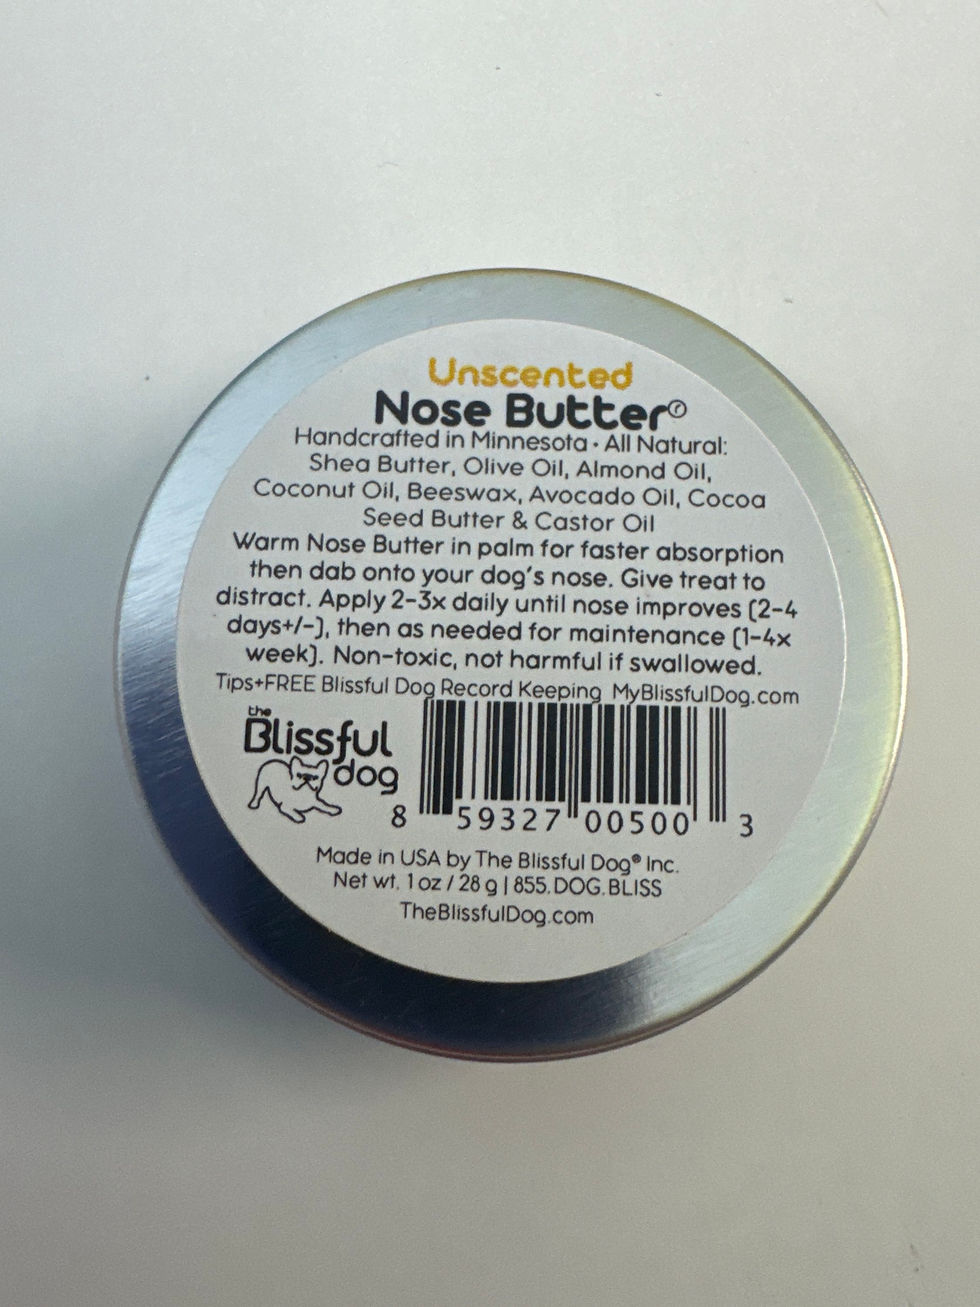 Unscented
Nose Butter®
Handcrafted in Minnesota • All Natural:
Shea Butter, Olive Oil, Almond Oil,
Coconut Oil, Beeswax, Avocado Oil, Cocoa
Seed Butter & Castor Oil
Warm Nose Butter in palm for faster absorption
then dab onto your dog's nose. Give treat to
distract. Apply 2-3x daily until nose improves (2-4
days+/-), then as needed for maintenance (1-4x
week). Non-toxic, not harmful if swallowed.
Tips+FREE Blissful Dog Record Keeping MyBlissfulDog.com
the
Blissful
dog
8 59327 00500 3
Made in USA by The Blissful Dog® Inc.
Net wt. 1 oz / 28 g | 855.DOG.BLISS
TheBlissfulDog.com